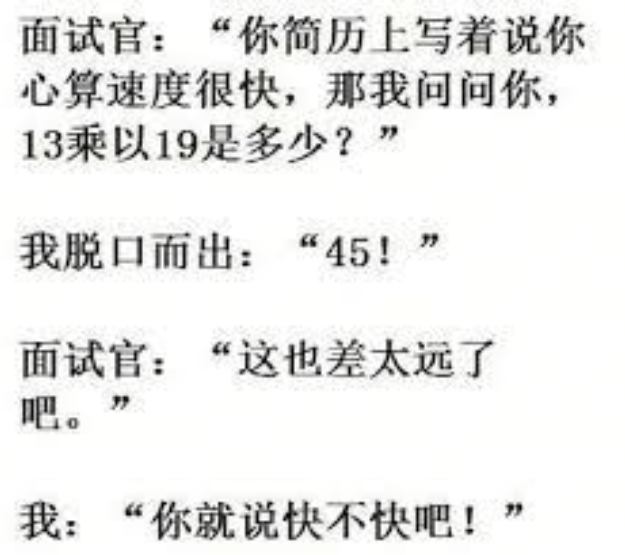 面试官：“你简历上写着说你
心算速度很快，那我问问你，
13乘以19是多少？”
我脱口而出：“45！”
面试官：“这也差太远了
吧。”
我：“你就说快不快吧！”